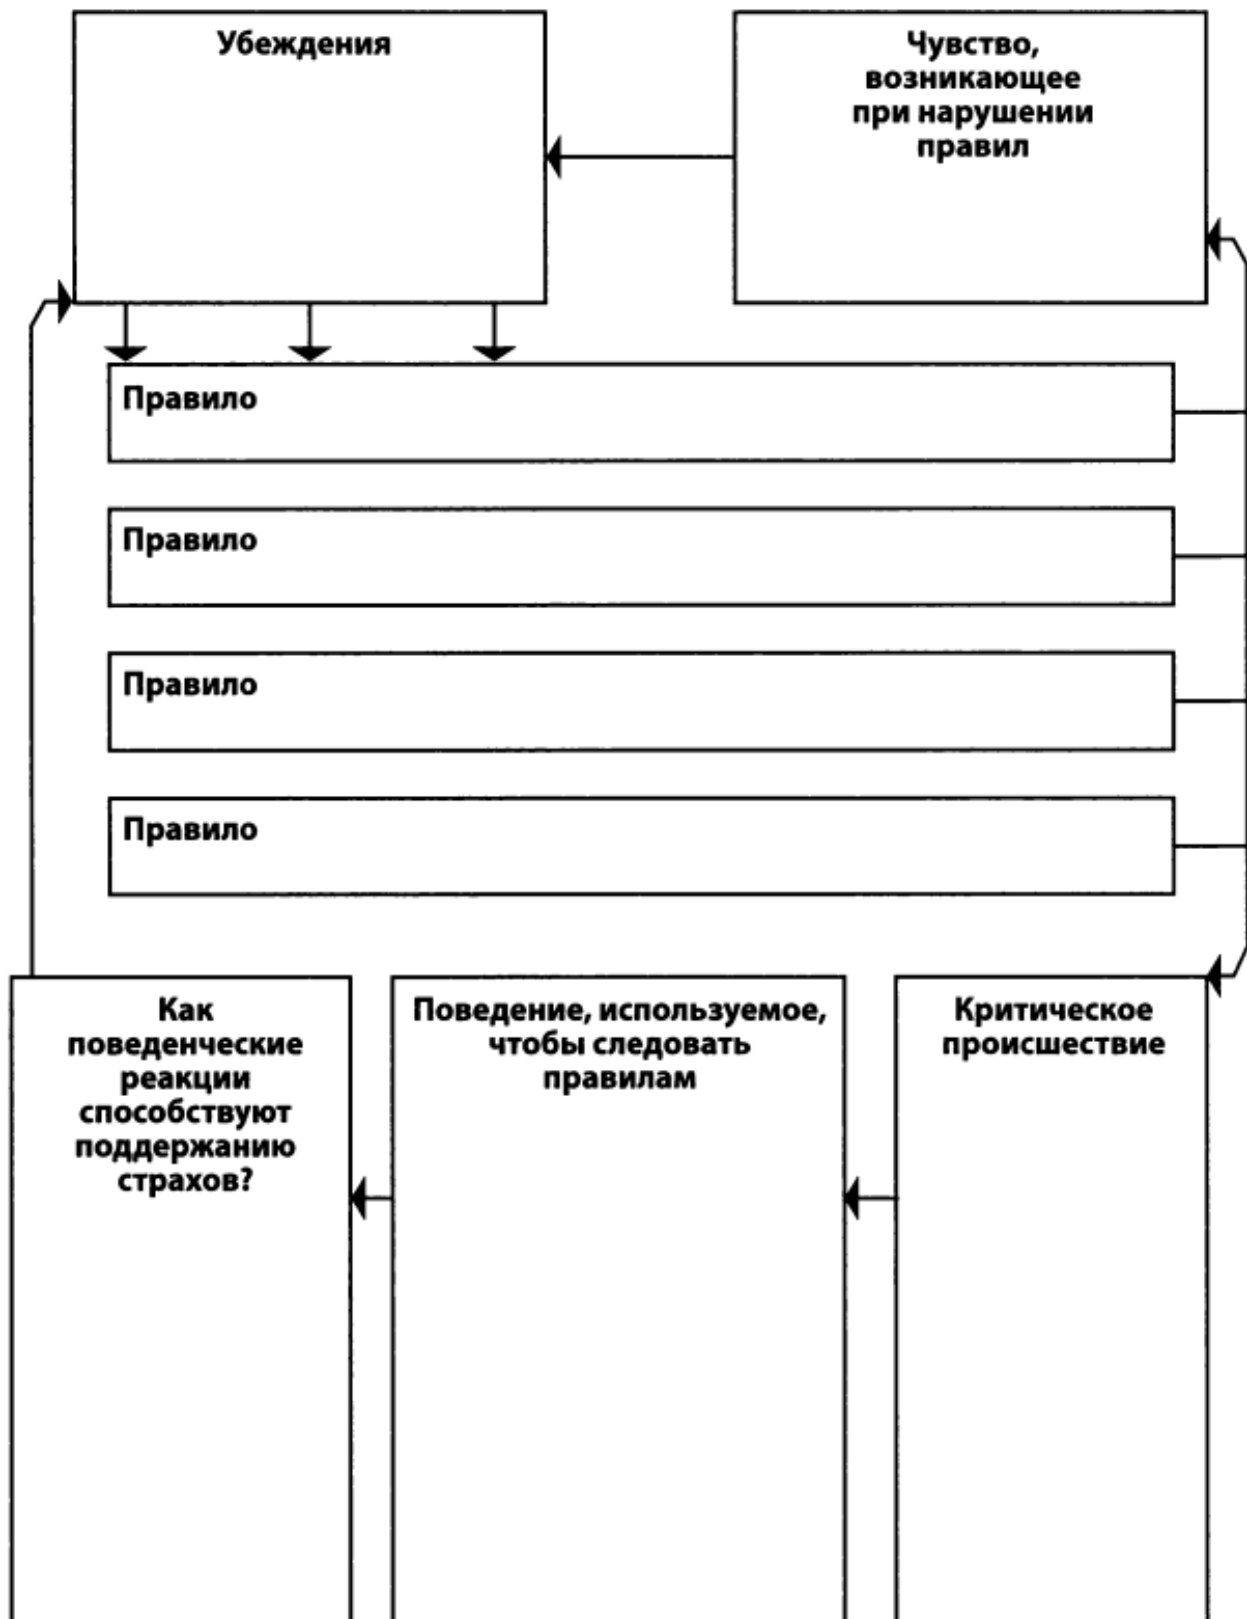 Убеждения
Чувство,
возникающее
при нарушении
правил
Правило
Правило
Правило
Правило
Как
поведенческие
реакции
способствуют
поддержанию
страхов?
Поведение, используемое,
чтобы следовать
правилам
Критическое
происшествие